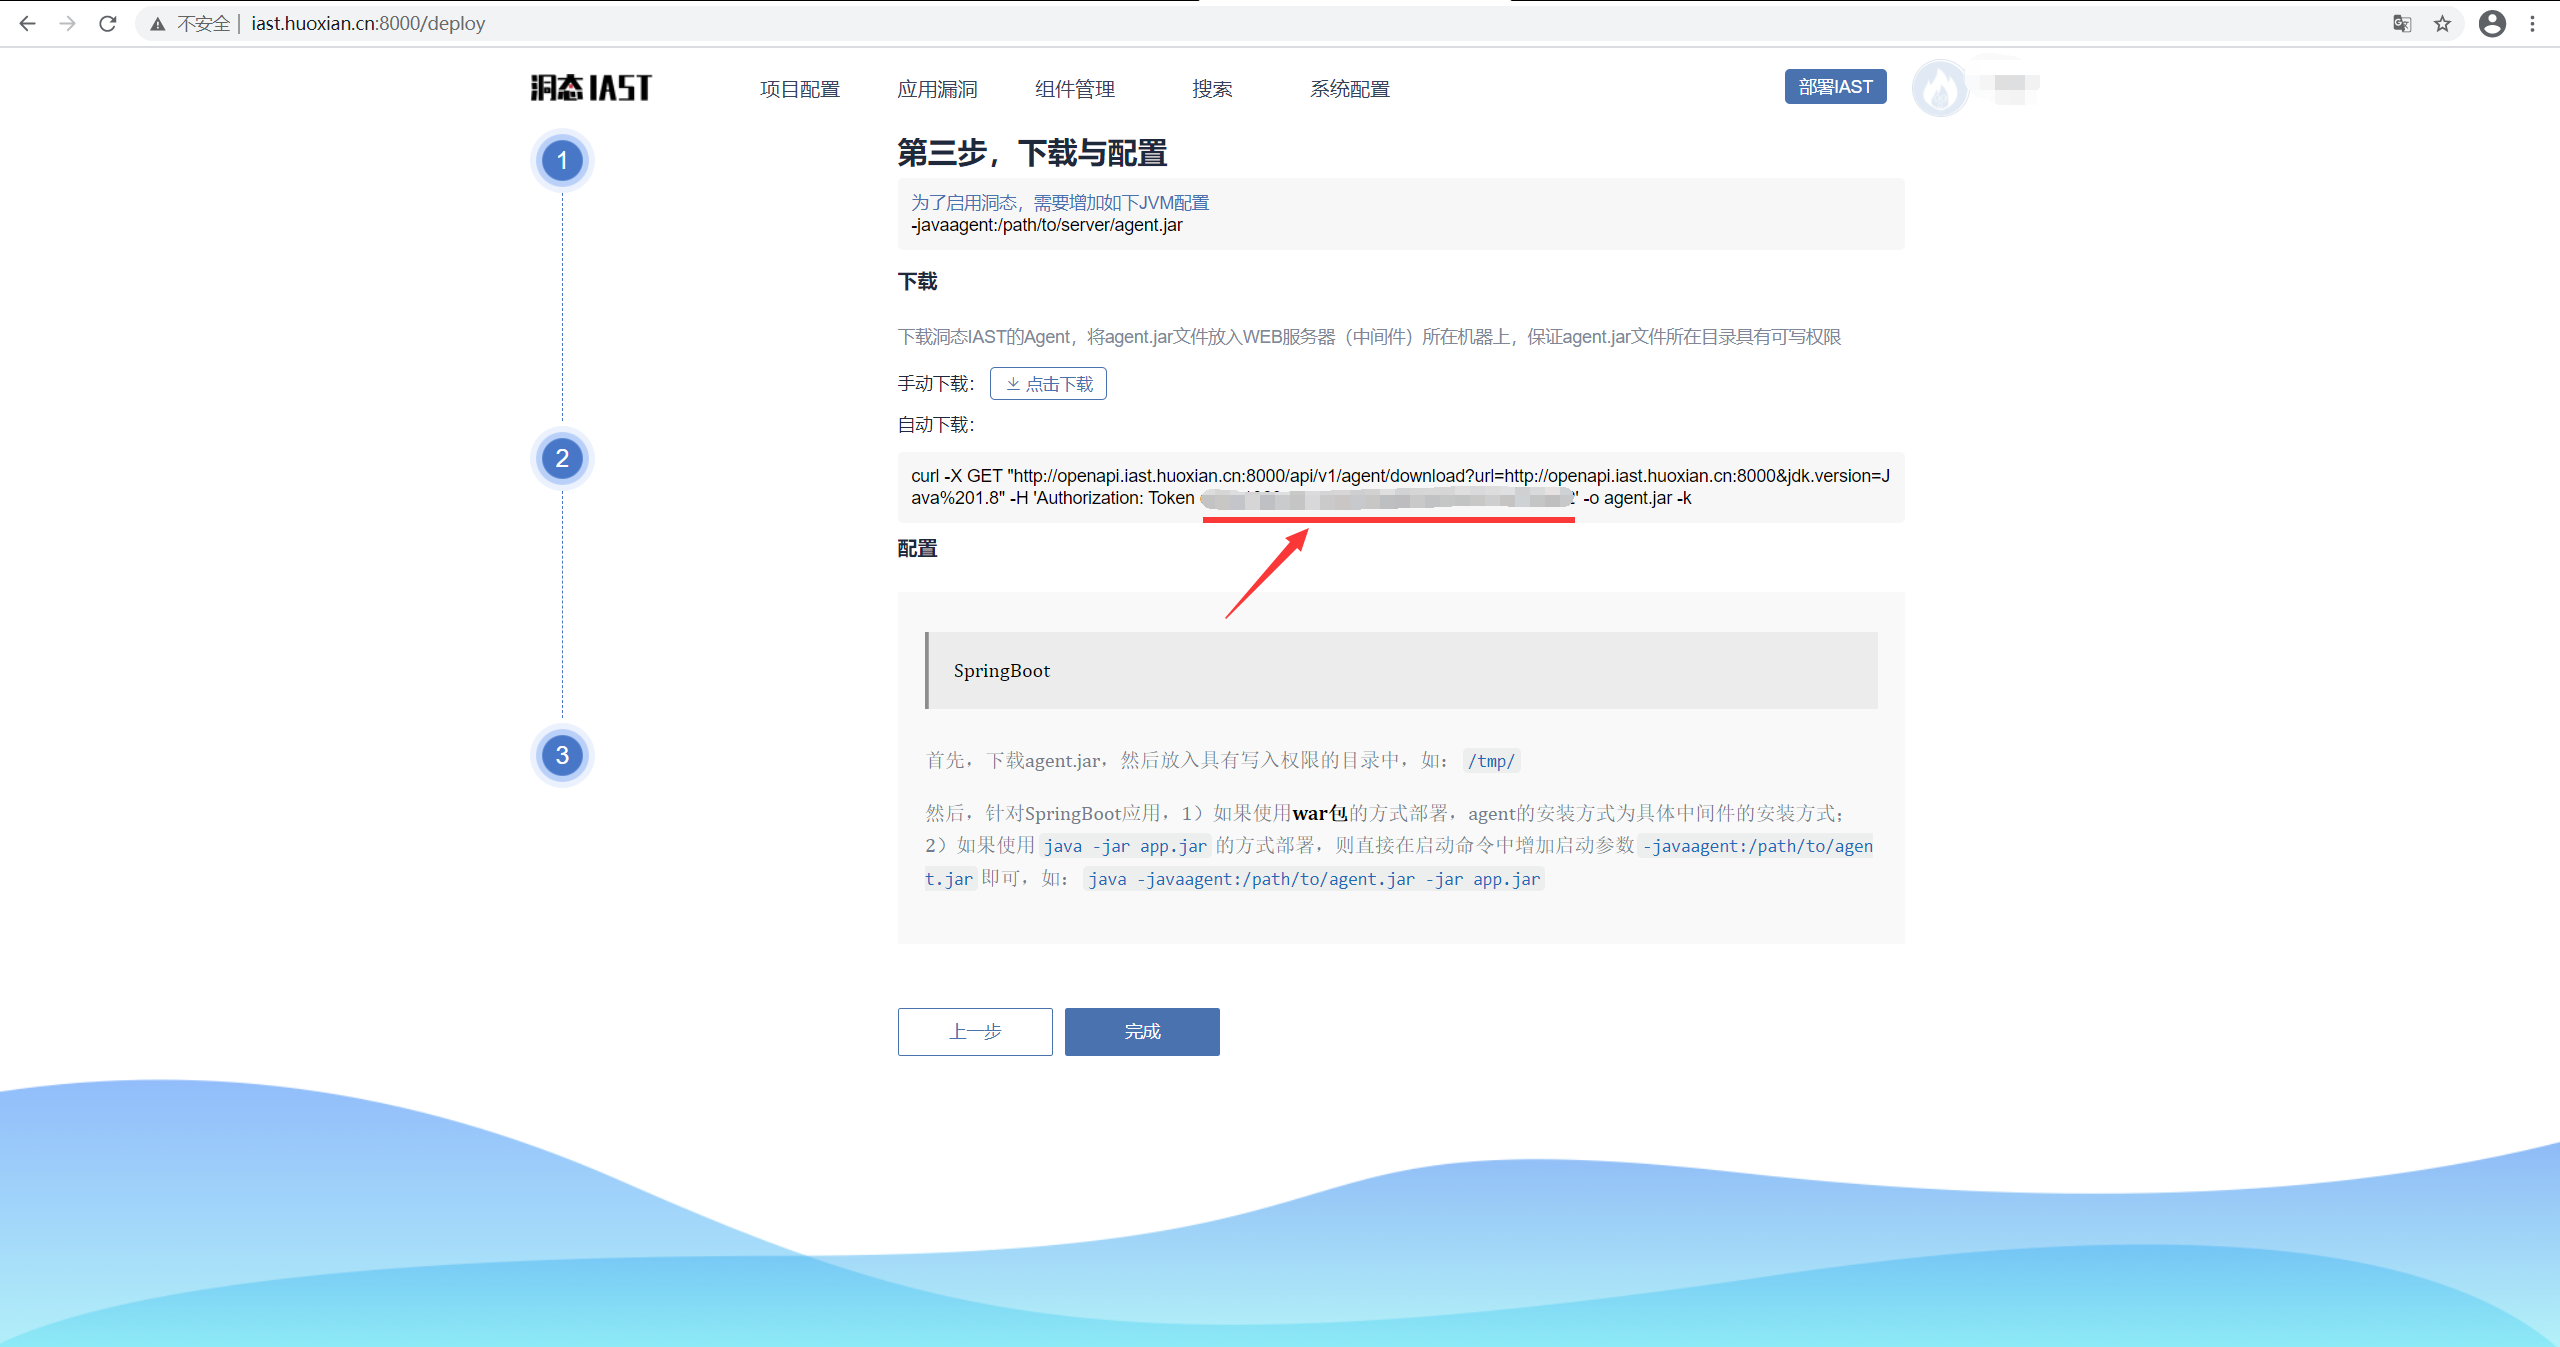 不安全 | iast.huoxian.cn:8000/deploy
洞态IAST 项目配置 应用漏洞 组件管理 搜索 系统配置 部署IAST
1
第三步，下载与配置
为了启用洞态，需要增加如下JVM配置
-javaagent:/path/to/server/agent.jar
下载
下载洞态IAST的Agent，将agent.jar文件放入WEB服务器（中间件）所在机器上，保证agent.jar文件所在目录具有可写权限
手动下载： 点击下载
自动下载：
2
curl -X GET "http://openapi.iast.huoxian.cn:8000/api/v1/agent/download?url=http://openapi.iast.huoxian.cn:8000&jdk.version=J
ava%201.8" -H 'Authorization: Token ' -o agent.jar -k
配置
SpringBoot
3
首先，下载agent.jar，然后放入具有写入权限的目录中，如： /tmp/
然后，针对SpringBoot应用，1）如果使用war包的方式部署，agent的安装方式为具体中间件的安装方式；
2）如果使用 java -jar app.jar 的方式部署，则直接在启动命令中增加启动参数 -javaagent:/path/to/agen
t.jar 即可，如： java -javaagent:/path/to/agent.jar -jar app.jar
上一步 完成